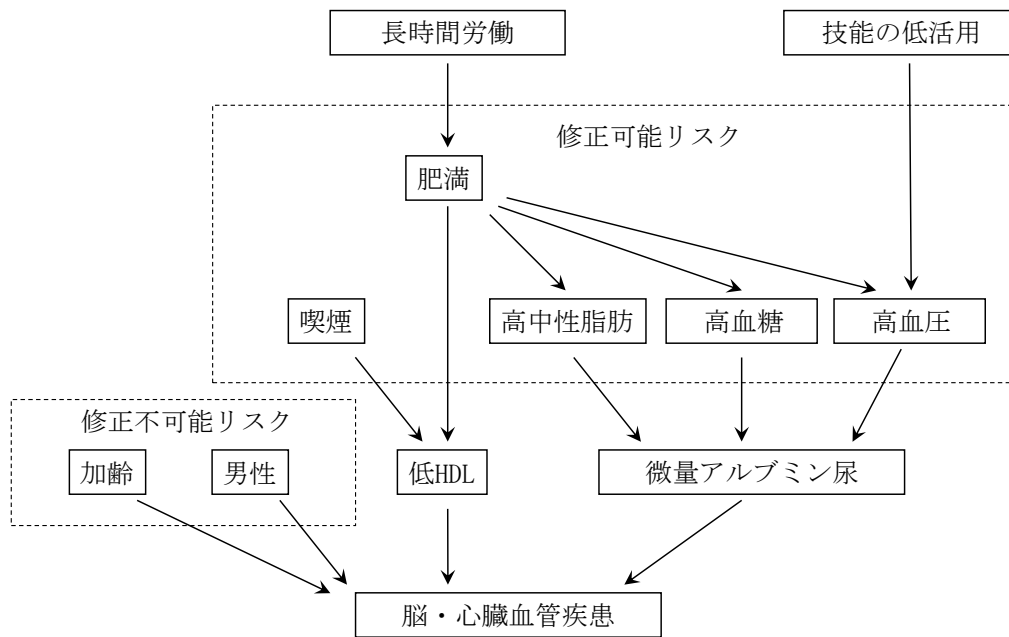 長時間労働
技能の低活用
修正可能リスク
肥満
喫煙
高中性脂肪
高血糖
高血圧
修正不可能リスク
加齢
男性
低HDL
微量アルブミン尿
脳・心臓血管疾患